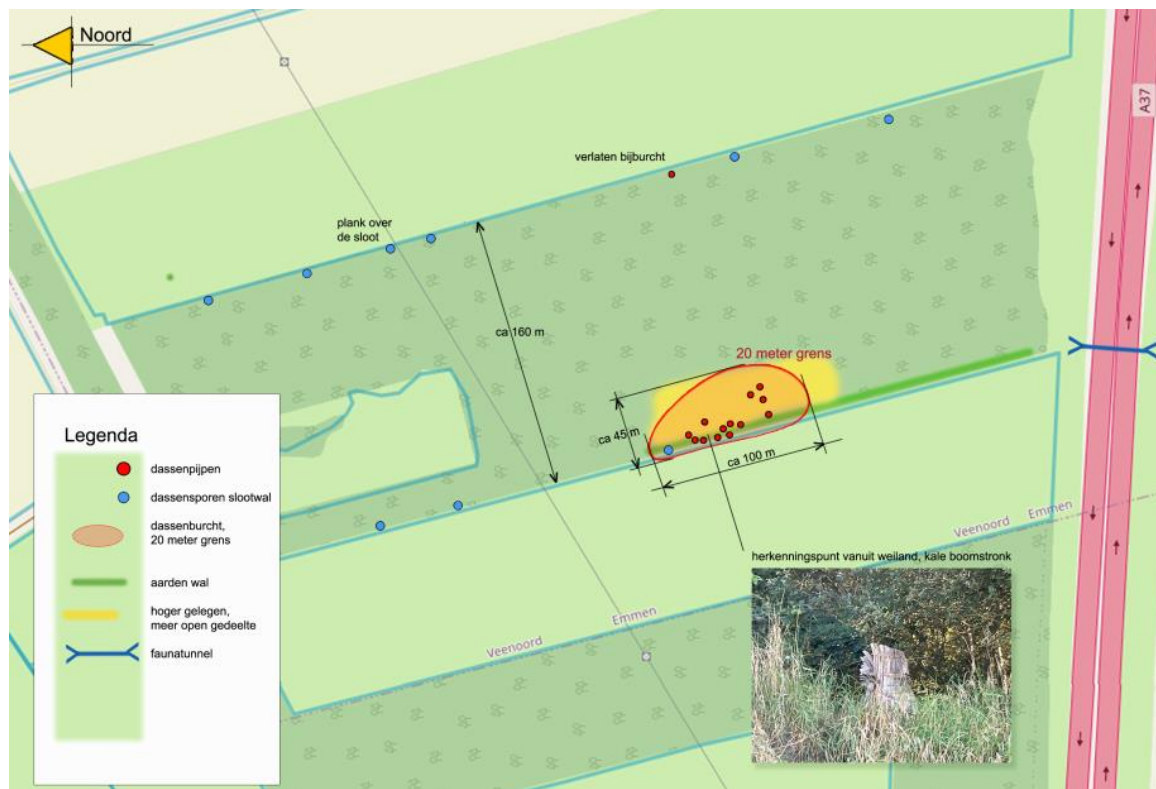 Noord
A37
verlaten bijburcht
plank over
de sloot
ca 160 m
20 meter grens
ca 45 m
ca 100 m
Legenda
dassenpijpen
dassensporen slootwal
dassenburcht,
20 meter grens
aarden wal
hoger gelegen,
meer open gedeelte
faunatunnel
Veenoord Emmen
herkenningspunt vanuit weiland, kale boomstronk
Veenoord Emmen